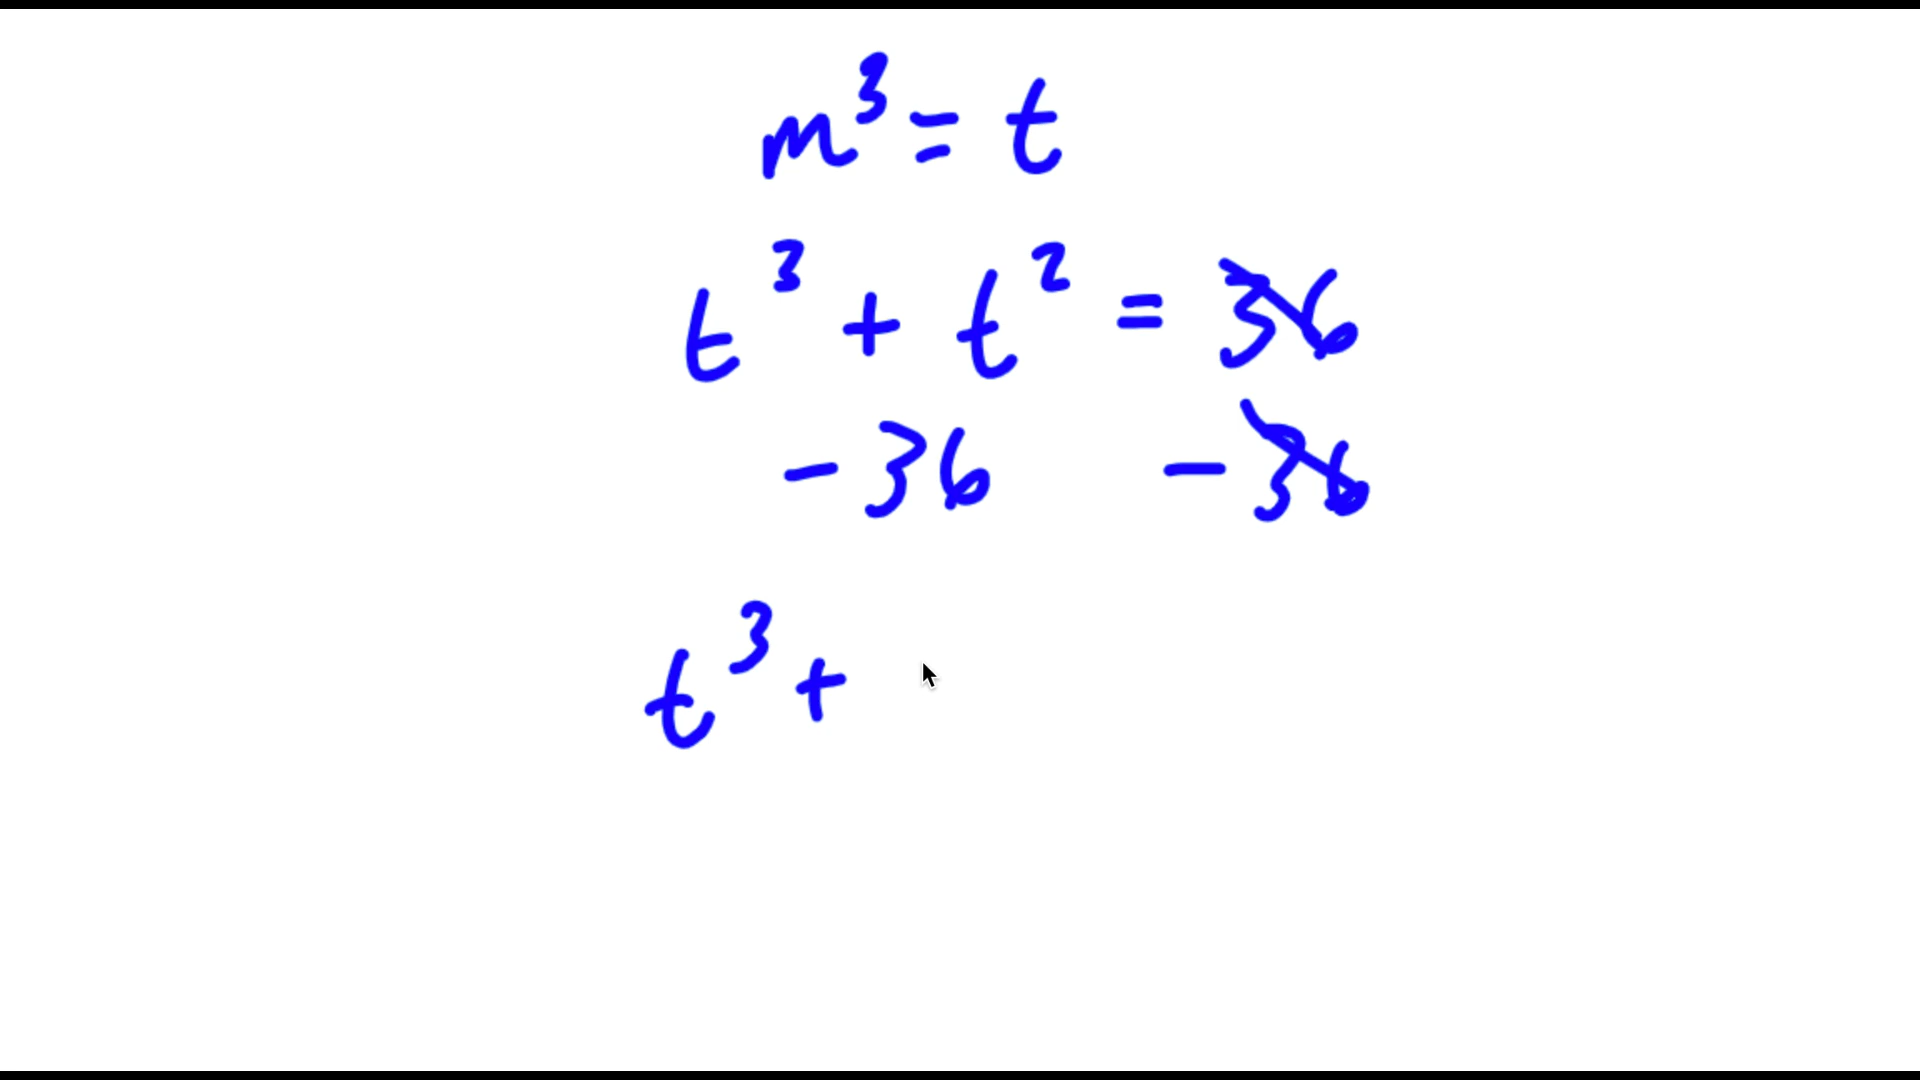 m³ = t
t³ + t² = 36
- 36 - 36
t³ +